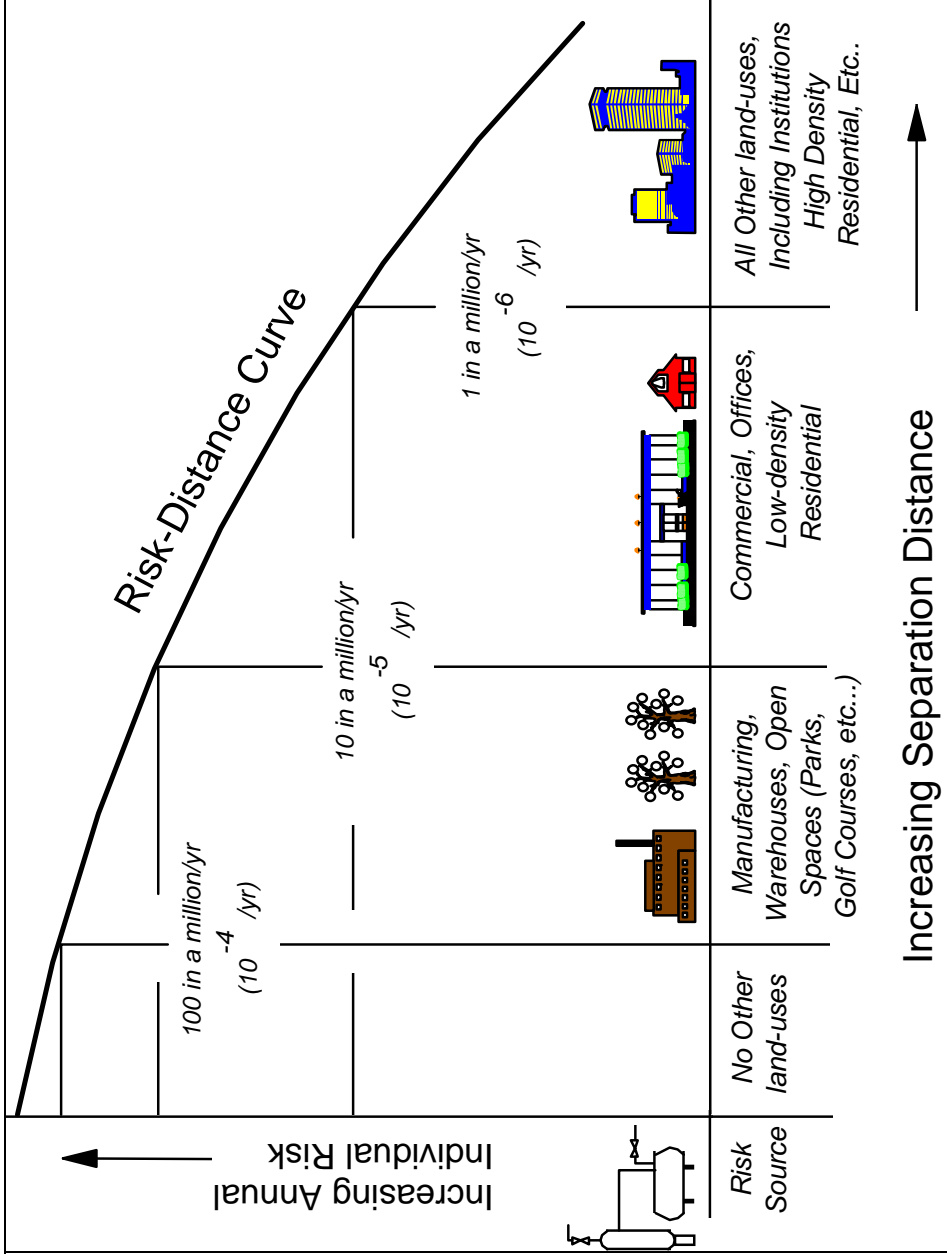 Risk-Distance Curve
Increasing Annual
Individual Risk
100 in a million/yr
(10 -4 /yr)
10 in a million/yr
(10 -5 /yr)
1 in a million/yr
(10 -6 /yr)
Risk
Source
No Other
land-uses
Manufacturing,
Warehouses, Open
Spaces (Parks,
Golf Courses, etc...)
Commercial, Offices,
Low-density
Residential
All Other land-uses,
Including Institutions
High Density
Residential, Etc..
Increasing Separation Distance